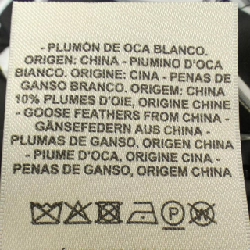 - PLUMÓN DE OCA BLANCO.
ORIGEN: CHINA - PIUMINO D'OCA
BIANCO. ORIGINE: CINA - PENAS DE
GANSO BRANCO. ORIGEM: CHINA
10% PLUMES D'OIE, ORIGINE CHINE
- GOOSE FEATHERS FROM CHINA -
GÄNSEFEDERN AUS CHINA -
PLUMAS DE GANSO, ORIGEN CHINA
- PIUME D'OCA, ORIGINE CINA -
PENAS DE GANSO, ORIGEM CHINA
P